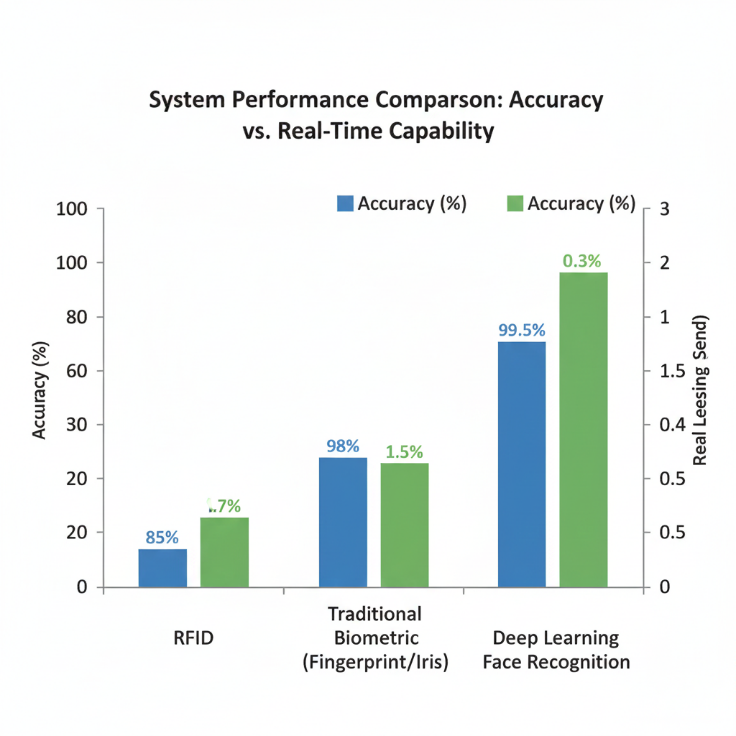 System Performance Comparson: Accuracy
vs. Real-Time Capability
Accuracy (%)
Accuracy (%)
100
100
80
60
30
20
20
0
Accuracy (%)
3
2
1
1.5
0.4
0.5
0.5
0
Real Leesing Send)
85%
98%
1.5%
99.5%
0.3%
RFID
Traditional
Biometric
(Fingerprint/Iris)
Deep Learning
Face Recognition